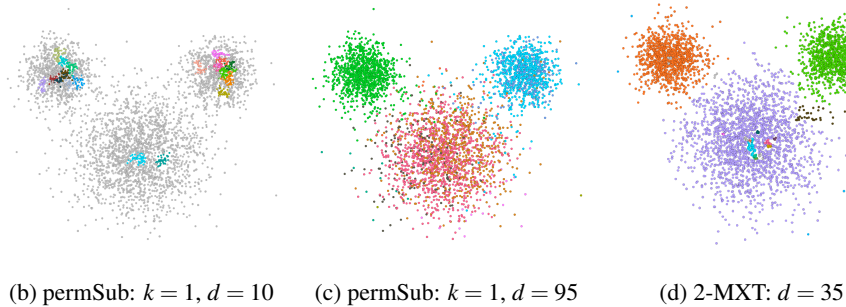 (b) permSub: k = 1, d = 10 (c) permSub: k = 1, d = 95 (d) 2-MXT: d = 35